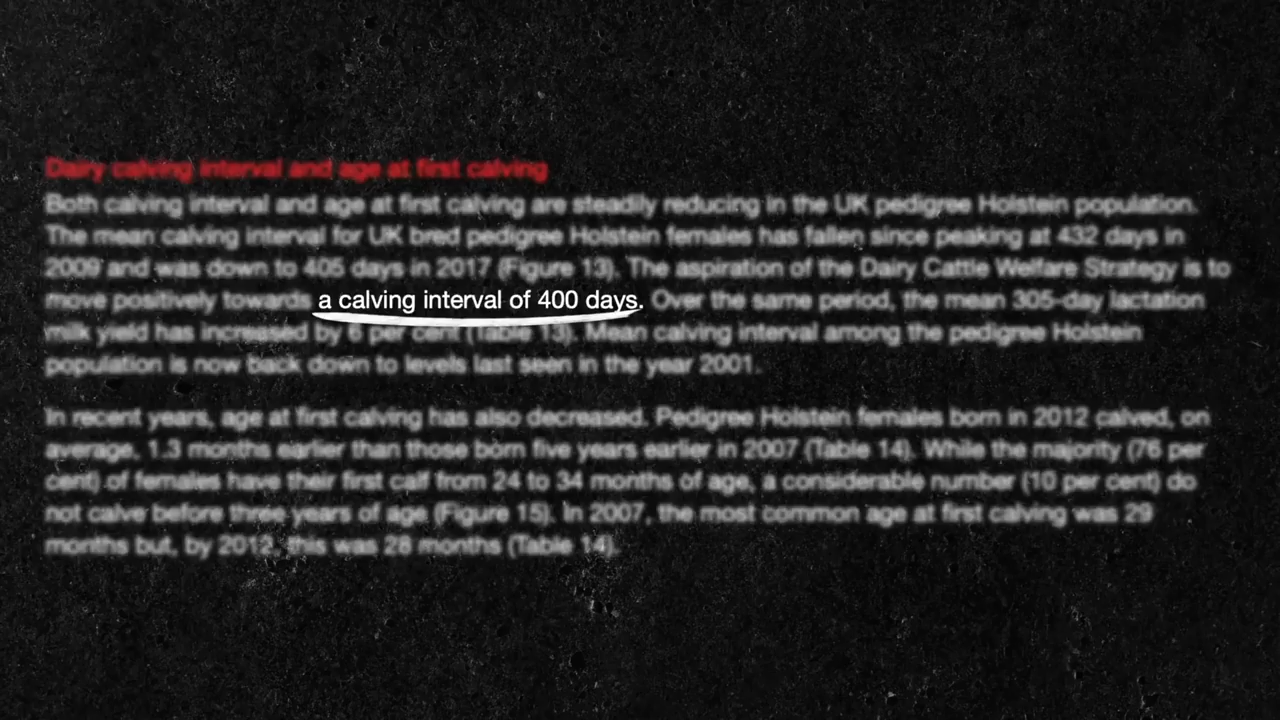 Dairy calving interval and age at first calving
Both calving interval and age at first calving are steadily reducing in the UK pedigree Holstein population.
The mean calving interval for UK bred pedigree Holstein females has fallen since peaking at 432 days in
2009 and was down to 405 days in 2017 (Figure 13). The aspiration of the Dairy Cattle Welfare Strategy is to
move positively towards a calving interval of 400 days. Over the same period, the mean 305-day lactation
milk yield has increased by 6 per cent (Table 13). Mean calving interval among the pedigree Holstein
population is now back down to levels last seen in the year 2001.
In recent years, age at first calving has also decreased. Pedigree Holstein females born in 2012 calved, on
average, 1.3 months earlier than those born five years earlier in 2007 (Table 14). While the majority (76 per
cent) of females have their first calf from 24 to 34 months of age, a considerable number (10 per cent) do
not calve before three years of age (Figure 15). In 2007, the most common age at first calving was 29
months but, by 2012, this was 28 months (Table 14).